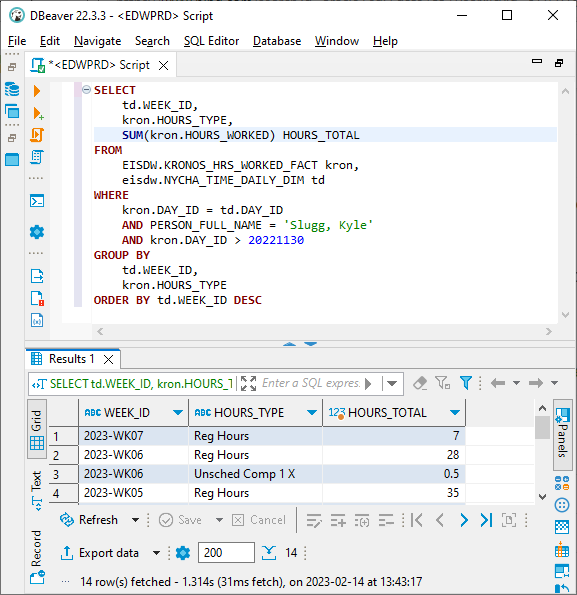 DBeaver 22.3.3 - <EDWPRD> Script
File Edit Navigate Search SQL Editor Database Window Help
*<EDWPRD> Script
SELECT
td.WEEK_ID,
kron.HOURS_TYPE,
SUM(kron.HOURS_WORKED) HOURS_TOTAL
FROM
EISDW.KRONOS_HRS_WORKED_FACT kron,
eisdw.NYCHA_TIME_DAILY_DIM td
WHERE
kron.DAY_ID = td.DAY_ID
AND PERSON_FULL_NAME = 'Slugg, Kyle'
AND kron.DAY_ID > 20221130
GROUP BY
td.WEEK_ID,
kron.HOURS_TYPE
ORDER BY td.WEEK_ID DESC
Results 1
SELECT td.WEEK_ID, kron.HOURS_T Enter a SQL expres
Grid
Text
Record
ABC WEEK_ID ABC HOURS_TYPE 123 HOURS_TOTAL
1 2023-WK07 Reg Hours 7
2 2023-WK06 Reg Hours 28
3 2023-WK06 Unsched Comp 1 X 0.5
4 2023-WK05 Reg Hours 35
Panels
Refresh Save Cancel
Export data 200 14
14 row(s) fetched - 1.314s (31ms fetch), on 2023-02-14 at 13:43:17